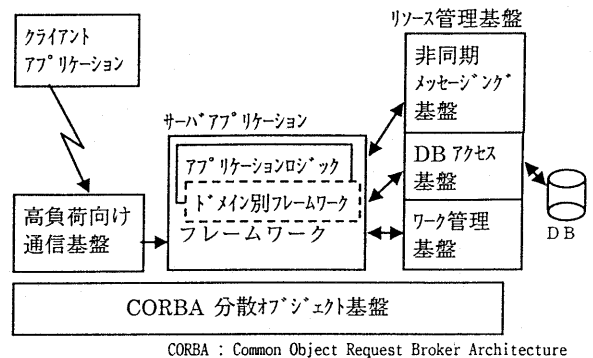 リソース管理基盤
クライアント
アプリケーション
非同期
メッセージング
基盤
サーバアプリケーション
アプリケーションロジック
ドメイン別フレームワーク
フレームワーク
DBアクセス
基盤
DB
高負荷向け
通信基盤
ワーク管理
基盤
CORBA 分散オブジェクト基盤
CORBA : Common Object Request Broker Architecture